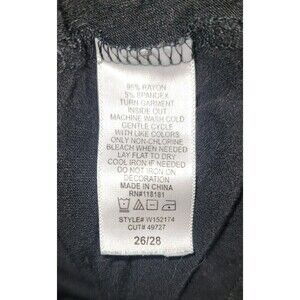 95% RAYON
5% SPANDEX
TURN GARMENT
INSIDE OUT
MACHINE WASH COLD
GENTLE CYCLE
WITH LIKE COLORS
ONLY NON-CHLORINE
BLEACH WHEN NEEDED
LAY FLAT TO DRY
COOL IRON IF NEEDED
DO NOT IRON ON
DECORATION
MADE IN CHINA
RN#118181
STYLE# W152174
CUT# 49727
26/28